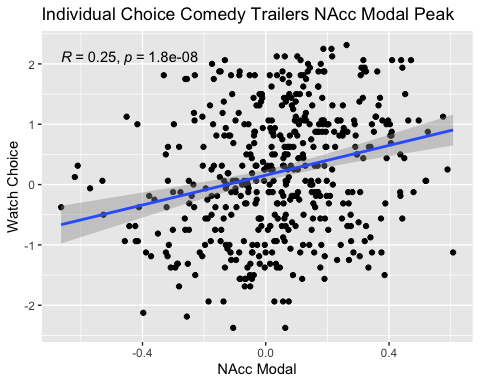 Individual Choice Comedy Trailers NAcc Modal Peak
R = 0.25, p = 1.8e-08
2
1
0
-1
-2
Watch Choice
-0.4 0.0 0.4
NAcc Modal